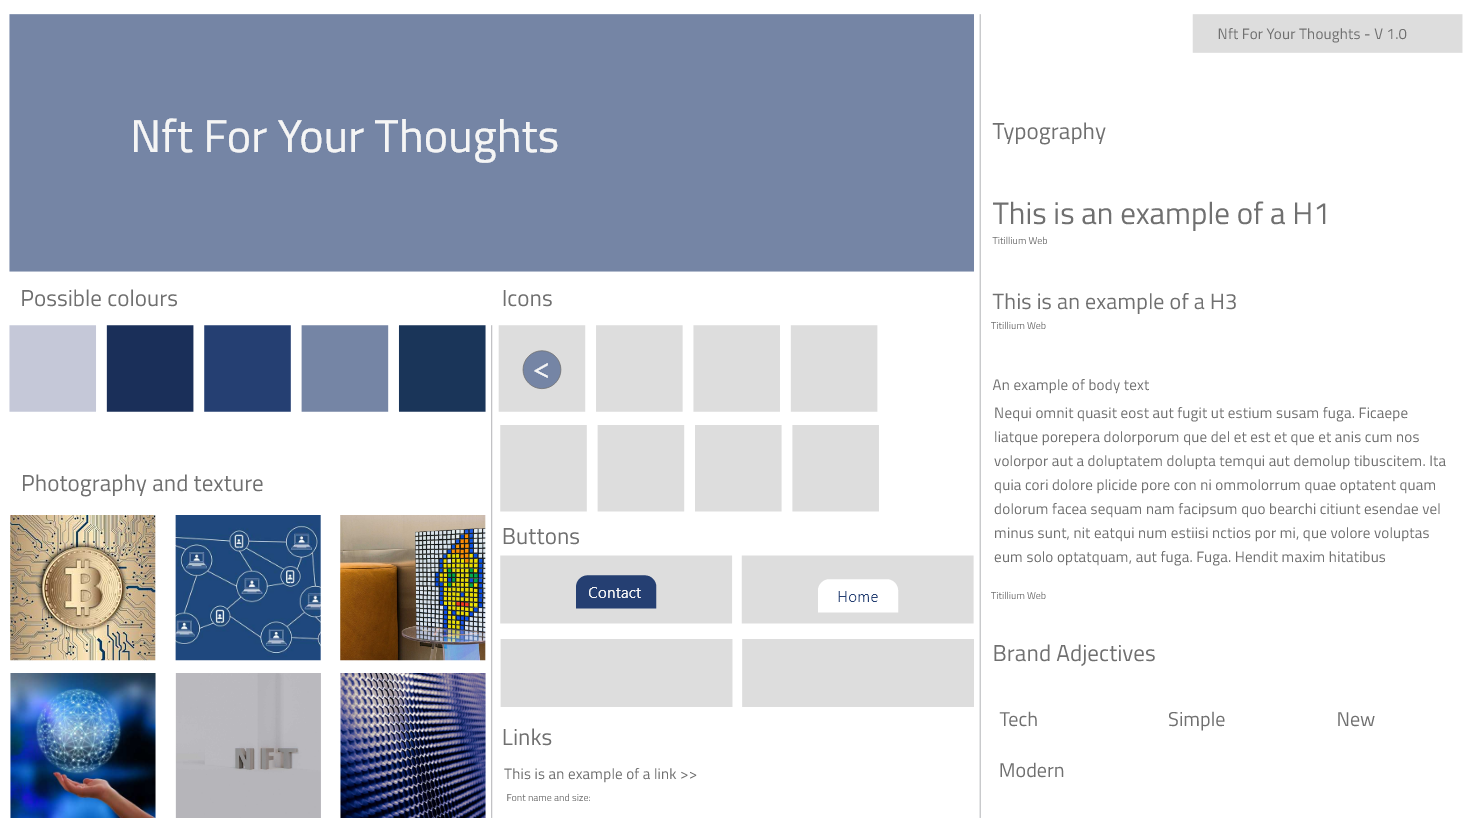 Nft For Your Thoughts
Nft For Your Thoughts - V 1.0
Possible colours
Icons
<
Photography and texture
B
NFT
Buttons
Contact
Home
Links
This is an example of a link >>
Font name and size:
Typography
This is an example of a H1
Titillium Web
This is an example of a H3
Titillium Web
An example of body text
Nequi omnit quasit eost aut fugit ut estium susam fuga. Ficaepe
liatque porepera dolorporum que del et est et que et anis cum nos
volorpor aut a doluptatem dolupta temqui aut demolup tibuscitem. Ita
quia cori dolore plicide pore con ni ommolorrum quae optatent quam
dolorum facea sequam nam facipsum quo bearchi citiunt esendae vel
minus sunt, nit eatqui num estiisi nctios por mi, que volore voluptas
eum solo optatquam, aut fuga. Fuga. Hendit maxim hitatibus
Titillium Web
Brand Adjectives
Tech
Simple
New
Modern